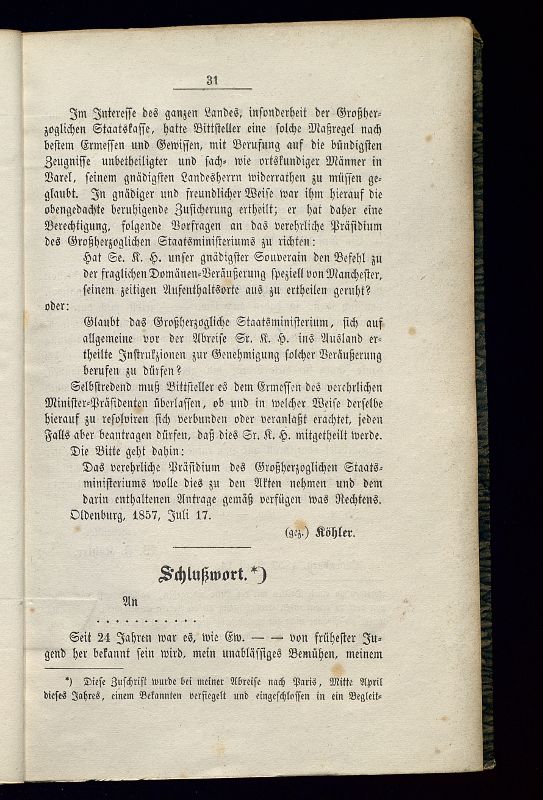 31
Im Interesse des ganzen Landes, insonderheit der Großher-
zoglichen Staatskasse, hatte Bittsteller eine solche Maßregel nach
bestem Ermessen und Gewissen, mit Berufung auf die bündigsten
Zeugnisse unbetheiligter und sach- wie ortskundiger Männer in
Varel, seinem gnädigsten Landesherrn widerrathen zu müssen ge-
glaubt. In gnädiger und freundlicher Weise war ihm hierauf die
obengedachte beruhigende Zusicherung ertheilt; er hat daher eine
Berechtigung, folgende Vorfragen an das verehrliche Präsidium
des Großherzoglichen Staatsministeriums zu richten:
Hat Se. K. H. unser gnädigster Souverain den Befehl zu
der fraglichen Domänen-Veräußerung speziell von Manchester,
seinem zeitigen Aufenthaltsorte aus zu ertheilen geruht?
oder:
Glaubt das Großherzogliche Staatsministerium, sich auf
allgemeine vor der Abreise Sr. K. H. ins Ausland er-
theilte Instrukzionen zur Genehmigung solcher Veräußerung
berufen zu dürfen?
Selbstredend muß Bittsteller es dem Ermessen des verehrlichen
Minister-Präsidenten überlassen, ob und in welcher Weise derselbe
hierauf zu resolviren sich verbunden oder veranlaßt erachtet, jeden
Falls aber beantragen dürfen, daß dies Sr. K. H. mitgetheilt werde.
Die Bitte geht dahin:
Das verehrliche Präsidium des Großherzoglichen Staats-
ministeriums wolle dies zu den Akten nehmen und dem
darin enthaltenen Antrage gemäß verfügen was Rechtens.
Oldenburg, 1857, Juli 17.
(gez.) Köhler.
Schlußwort.*)
An
. . . . . . . . . . .
Seit 24 Jahren war es, wie Ew. — — von frühester Ju-
gend her bekannt sein wird, mein unablässiges Bemühen, meinem
*) Diese Zuschrift wurde bei meiner Abreise nach Paris, Mitte April
dieses Jahres, einem Bekannten versiegelt und eingeschlossen in ein Begleit-